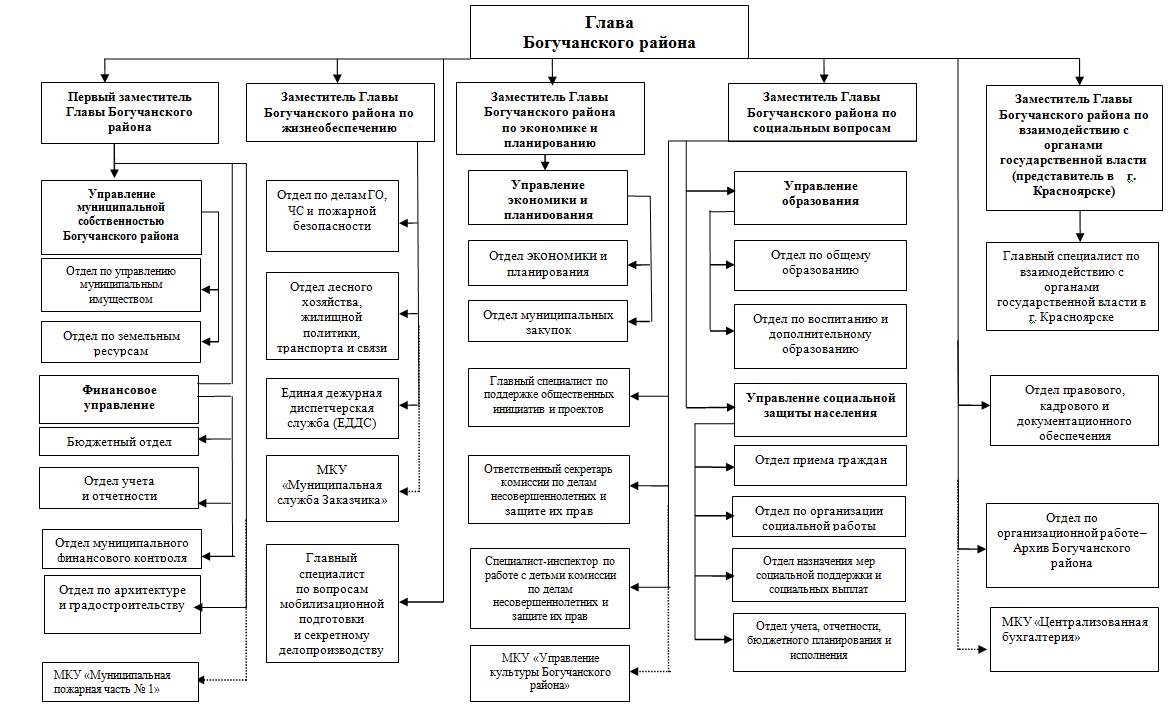 Глава
Богучанского района
Первый заместитель
Главы Богучанского
района
Управление
муниципальной
собственностью
Богучанского района
Отдел по управлению
муниципальным
имуществом
Отдел по земельным
ресурсам
Финансовое
управление
Бюджетный отдел
Отдел учета
и отчетности
Отдел муниципального
финансового контроля
Отдел по архитектуре
и градостроительству
МКУ «Муниципальная
пожарная часть № 1»
Заместитель Главы
Богучанского района по
жизнеобеспечению
Отдел по делам ГО,
ЧС и пожарной
безопасности
Отдел лесного
хозяйства,
жилищной
политики,
транспорта и связи
Единая дежурная
диспетчерская
служба (ЕДДС)
МКУ
«Муниципальная
служба Заказчика»
Главный
специалист
по вопросам
мобилизационной
подготовки
и секретному
делопроизводству
Заместитель Главы
Богучанского района
по экономике и
планированию
Управление
экономики и
планирования
Отдел экономики и
планирования
Отдел муниципальных
закупок
Главный специалист по
поддержке общественных
инициатив и проектов
Ответственный секретарь
комиссии по делам
несовершеннолетних и
защите их прав
Специалист-инспектор по
работе с детьми комиссии
по делам
несовершеннолетних и
защите их прав
МКУ «Управление
культуры Богучанского
района»
Заместитель Главы
Богучанского района по
социальным вопросам
Управление
образования
Отдел по общему
образованию
Отдел по воспитанию и
дополнительному
образованию
Управление социальной
защиты населения
Отдел приема граждан
Отдел по организации
социальной работы
Отдел назначения мер
социальной поддержки и
социальных выплат
Отдел учета, отчетности,
бюджетного планирования и
исполнения
Заместитель Главы
Богучанского района по
взаимодействию с
органами
государственной власти
(представитель в г.
Красноярске)
Главный специалист по
взаимодействию с
органами
государственной власти в
г. Красноярске
Отдел правового,
кадрового и
документационного
обеспечения
Отдел по
организационной работе–
Архив Богучанского
района
МКУ «Централизованная
бухгалтерия»